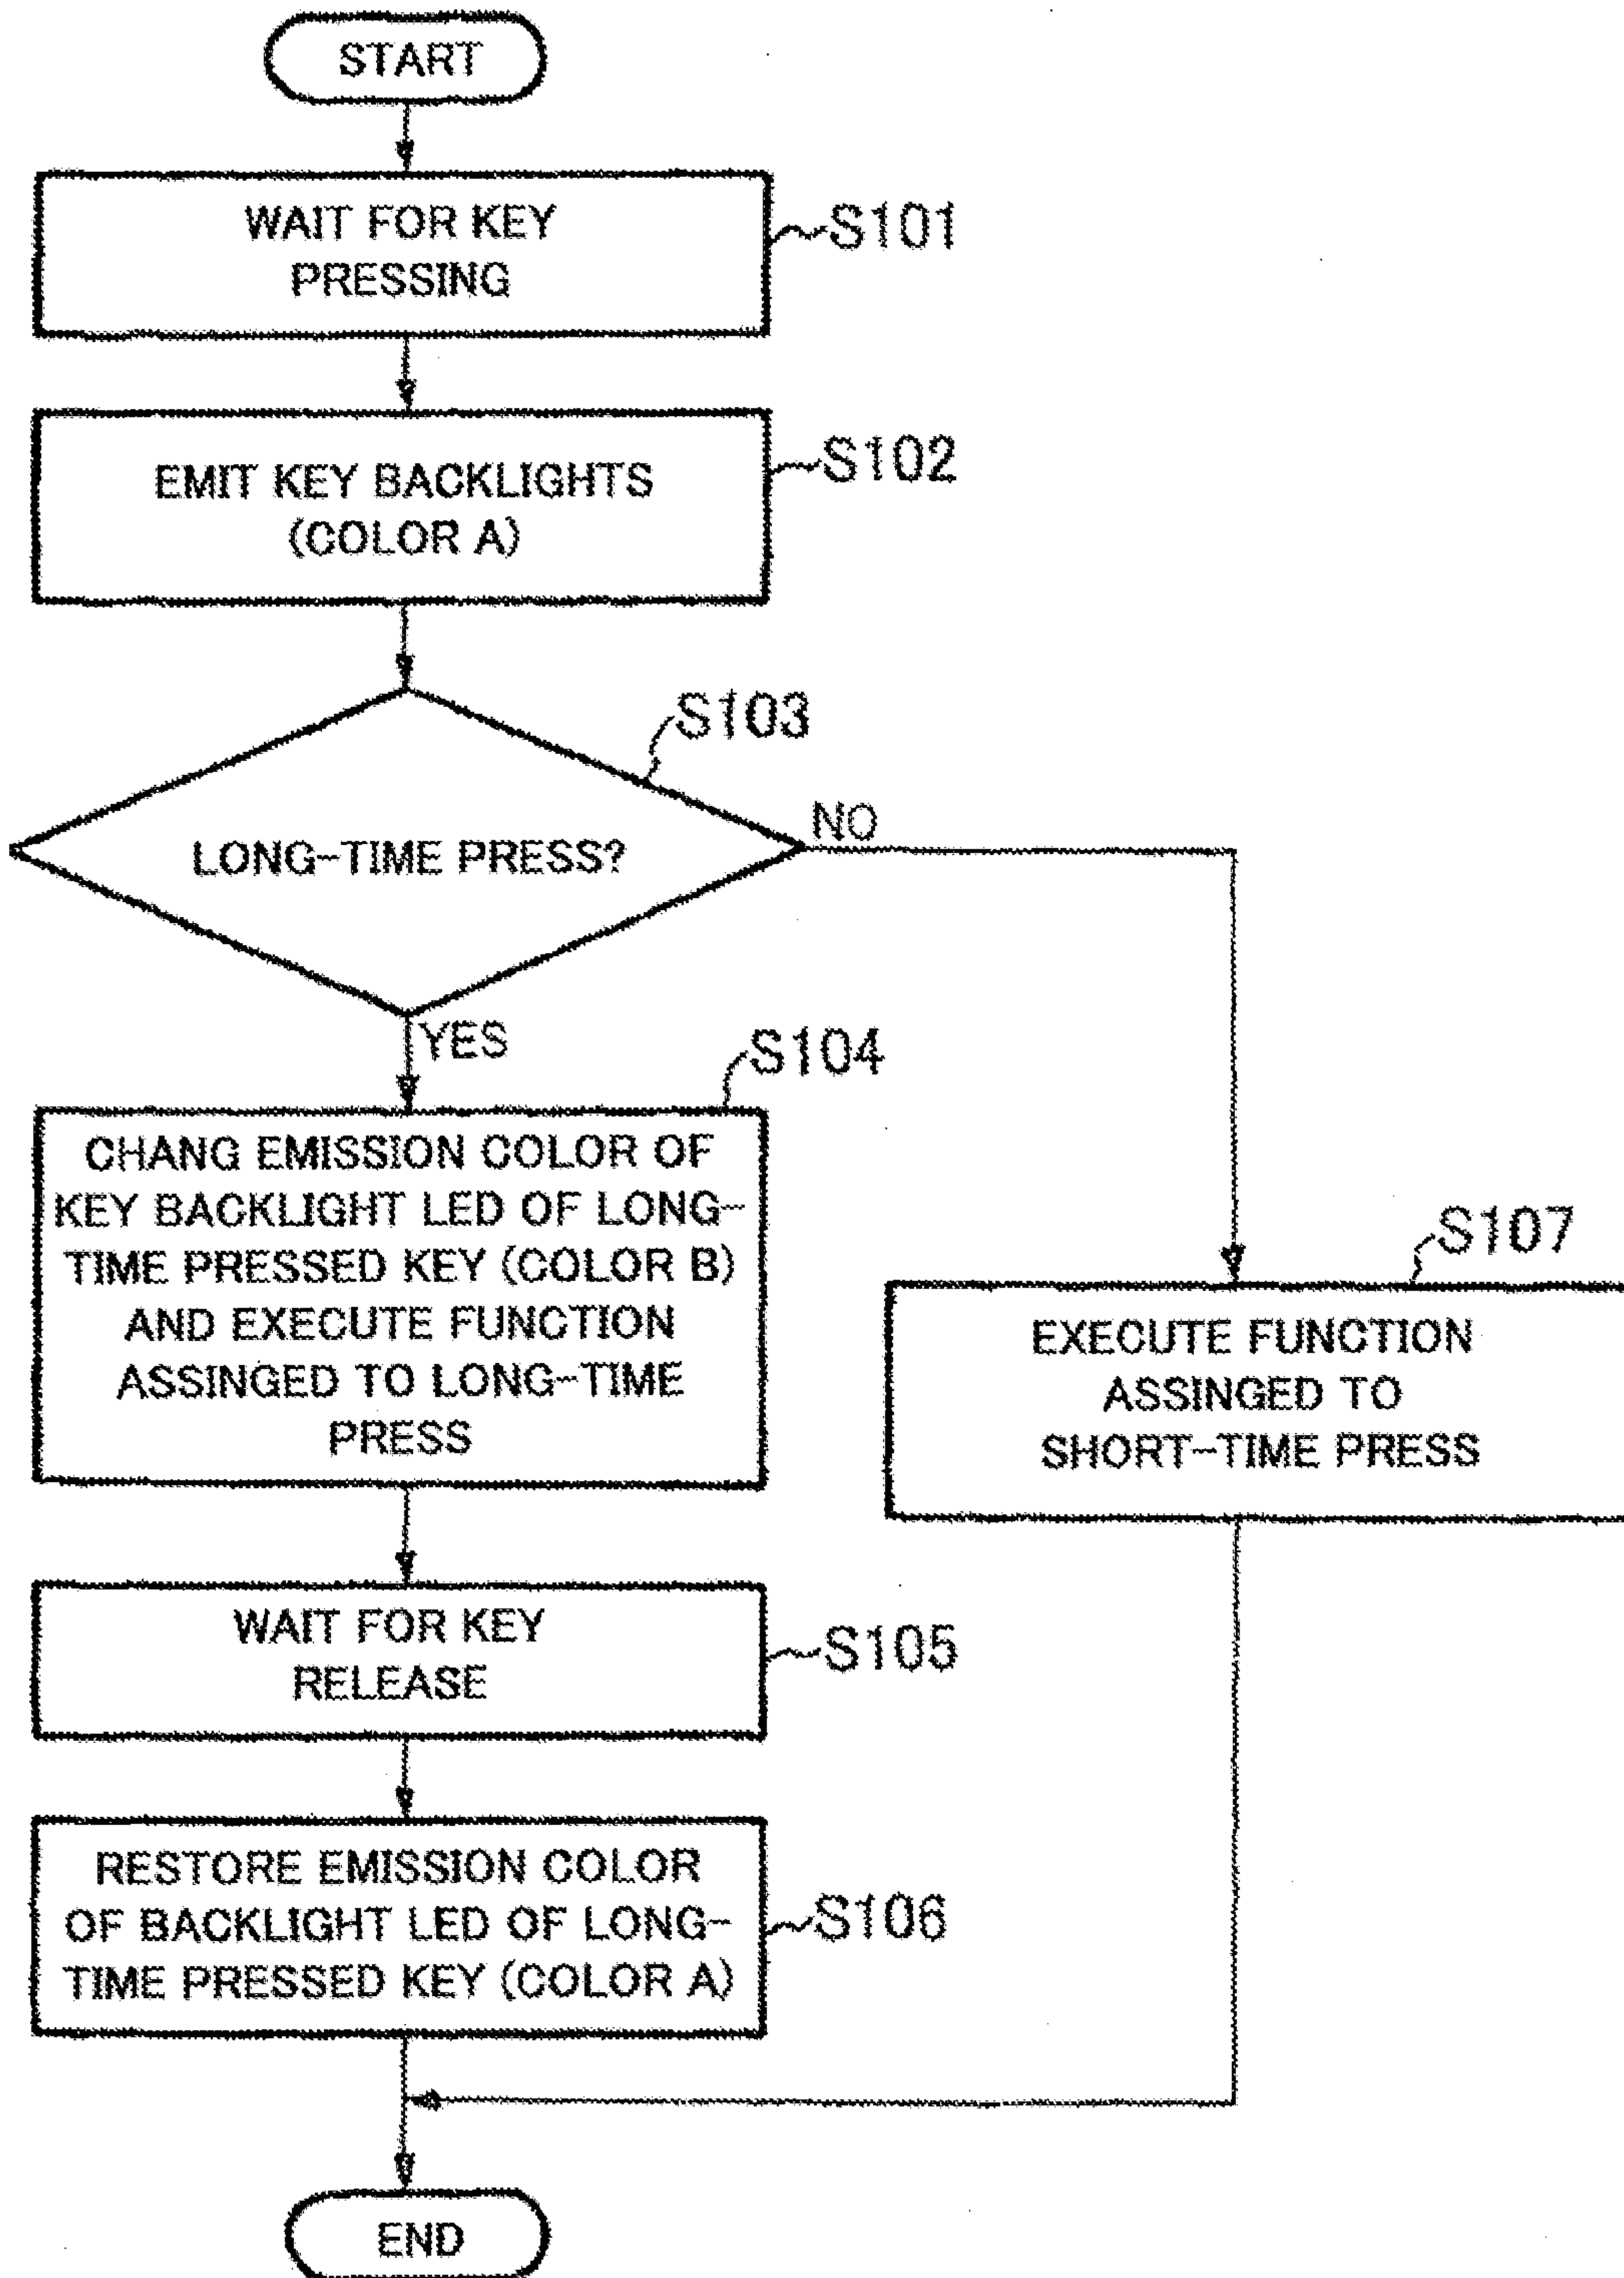 START
WAIT FOR KEY
PRESSING
S101
EMIT KEY BACKLIGHTS
(COLOR A)
S102
S103
LONG-TIME PRESS?
NO
YES
S104
CHANG EMISSION COLOR OF
KEY BACKLIGHT LED OF LONG-
TIME PRESSED KEY (COLOR B)
AND EXECUTE FUNCTION
ASSINGED TO LONG-TIME
PRESS
S107
EXECUTE FUNCTION
ASSINGED TO
SHORT-TIME PRESS
WAIT FOR KEY
RELEASE
S105
RESTORE EMISSION COLOR
OF BACKLIGHT LED OF LONG-
TIME PRESSED KEY (COLOR A)
S106
END